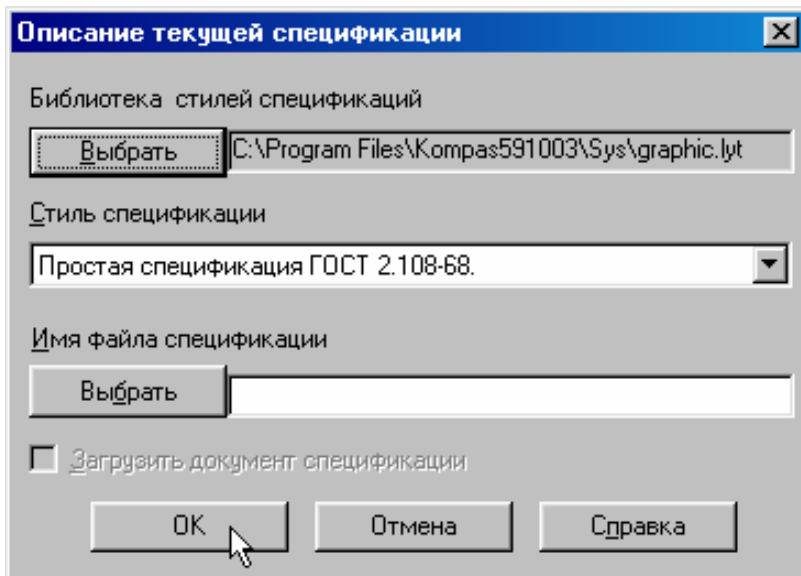 Описание текущей спецификации
Библиотека стилей спецификаций
Выбрать C:\Program Files\Kompas591003\Sys\graphic.lyt
Стиль спецификации
Простая спецификация ГОСТ 2.108-68.
Имя файла спецификации
Выбрать
Загрузить документ спецификации
OK Отмена Справка